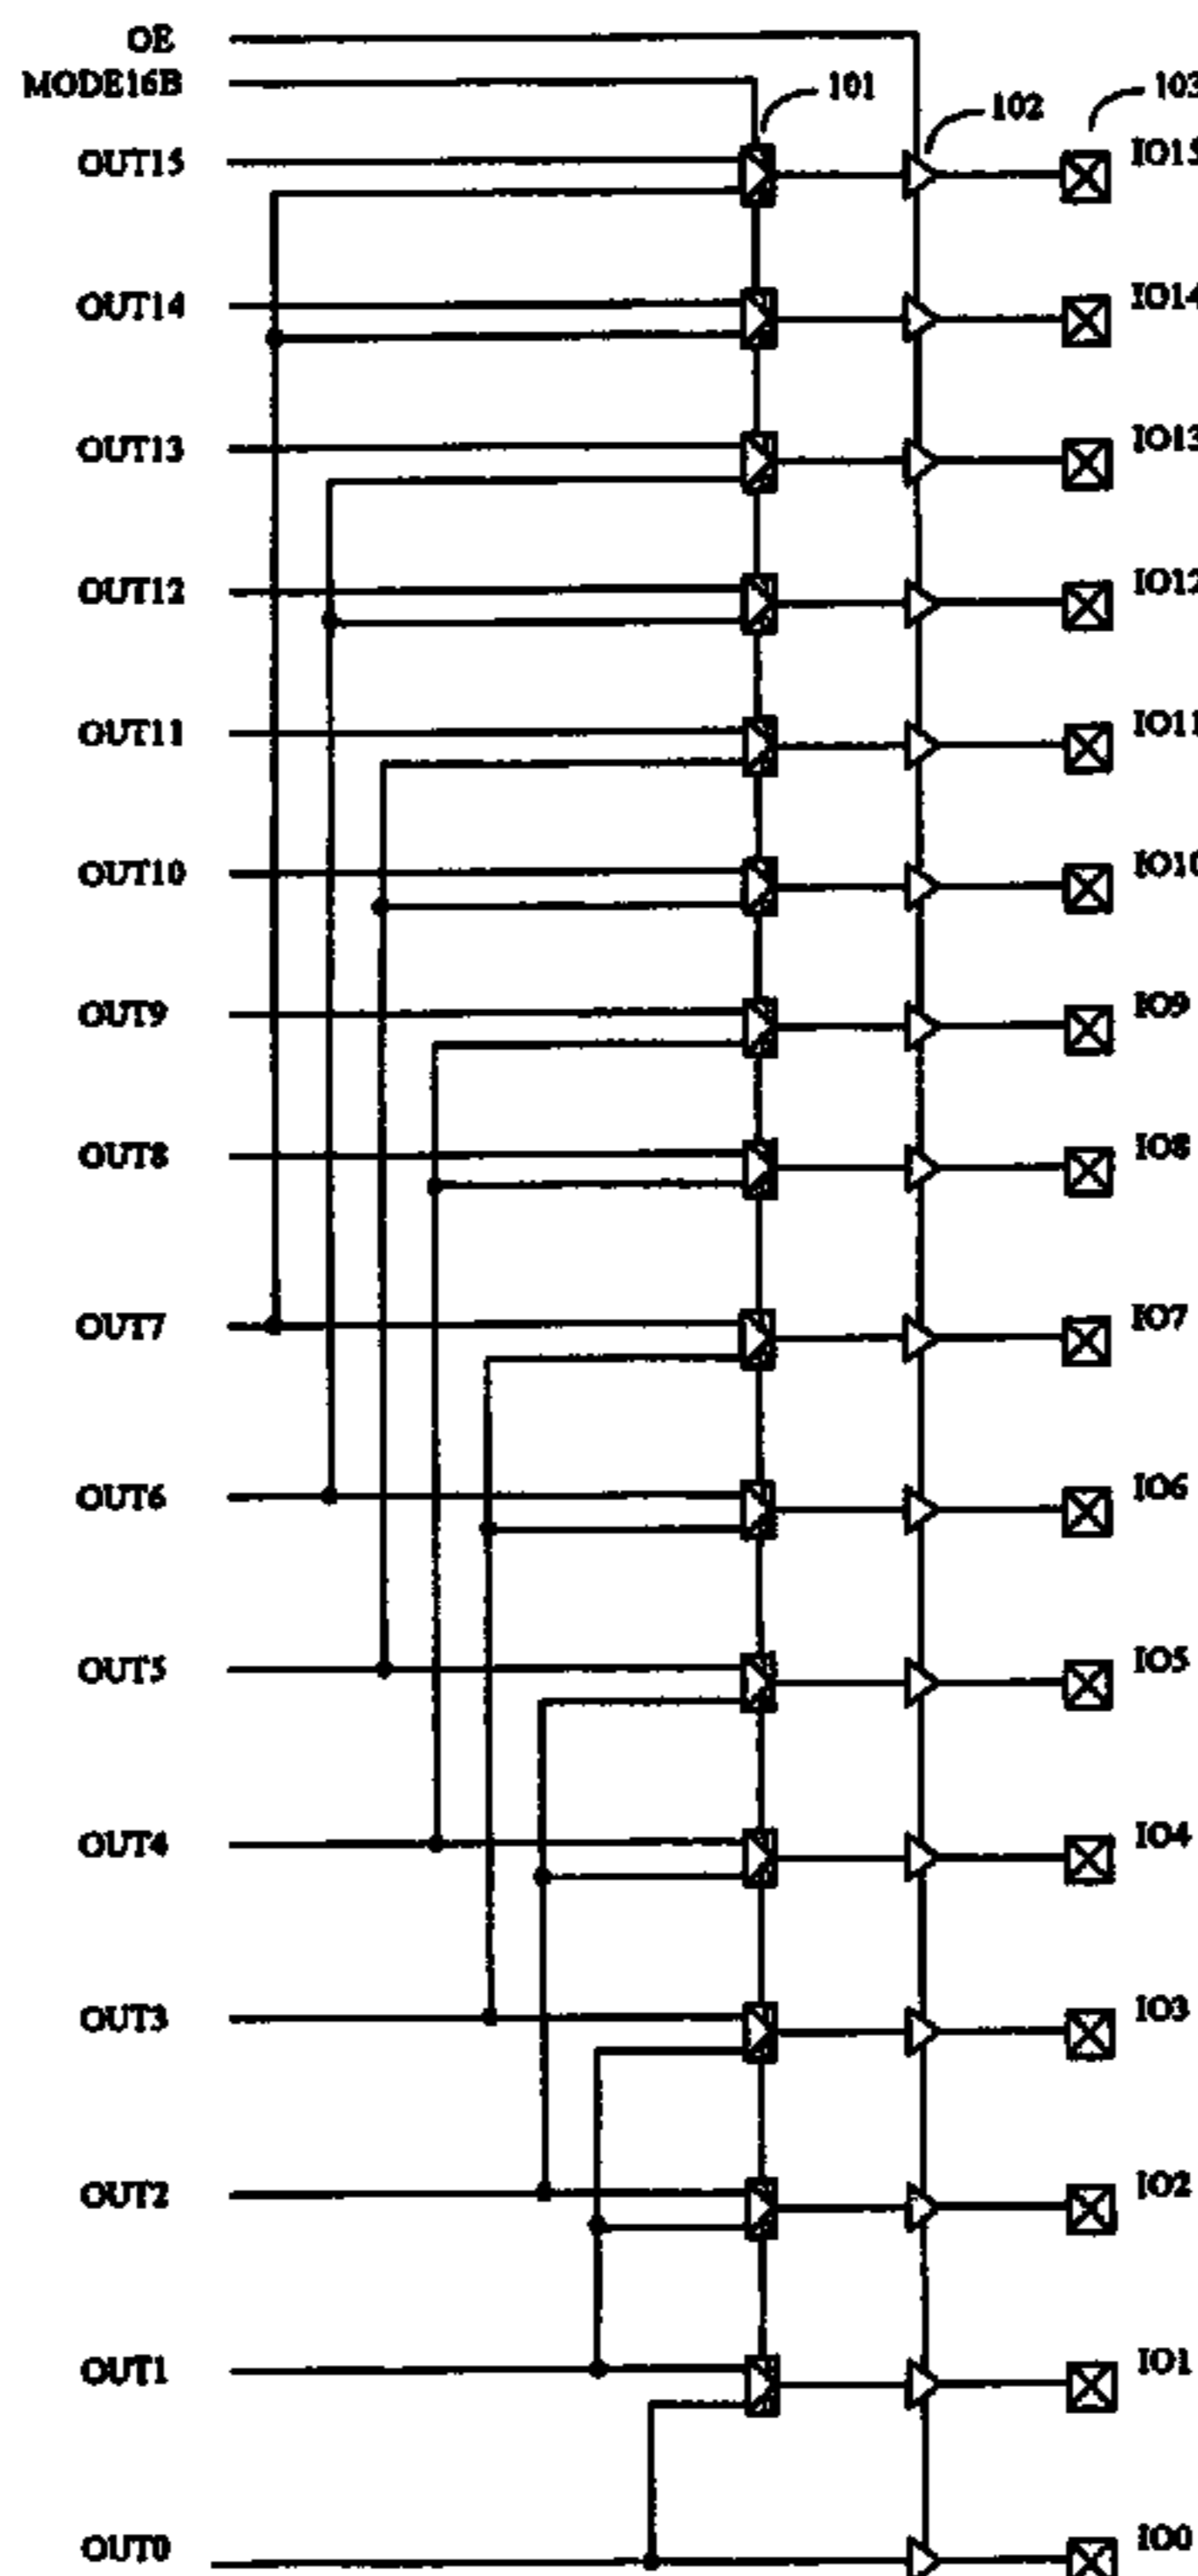 OE
MODE16B
101
102
103
OUT15
IO15
OUT14
IO14
OUT13
IO13
OUT12
IO12
OUT11
IO11
OUT10
IO10
OUT9
IO9
OUT8
IO8
OUT7
IO7
OUT6
IO6
OUT5
IO5
OUT4
IO4
OUT3
IO3
OUT2
IO2
OUT1
IO1
OUT0
IO0